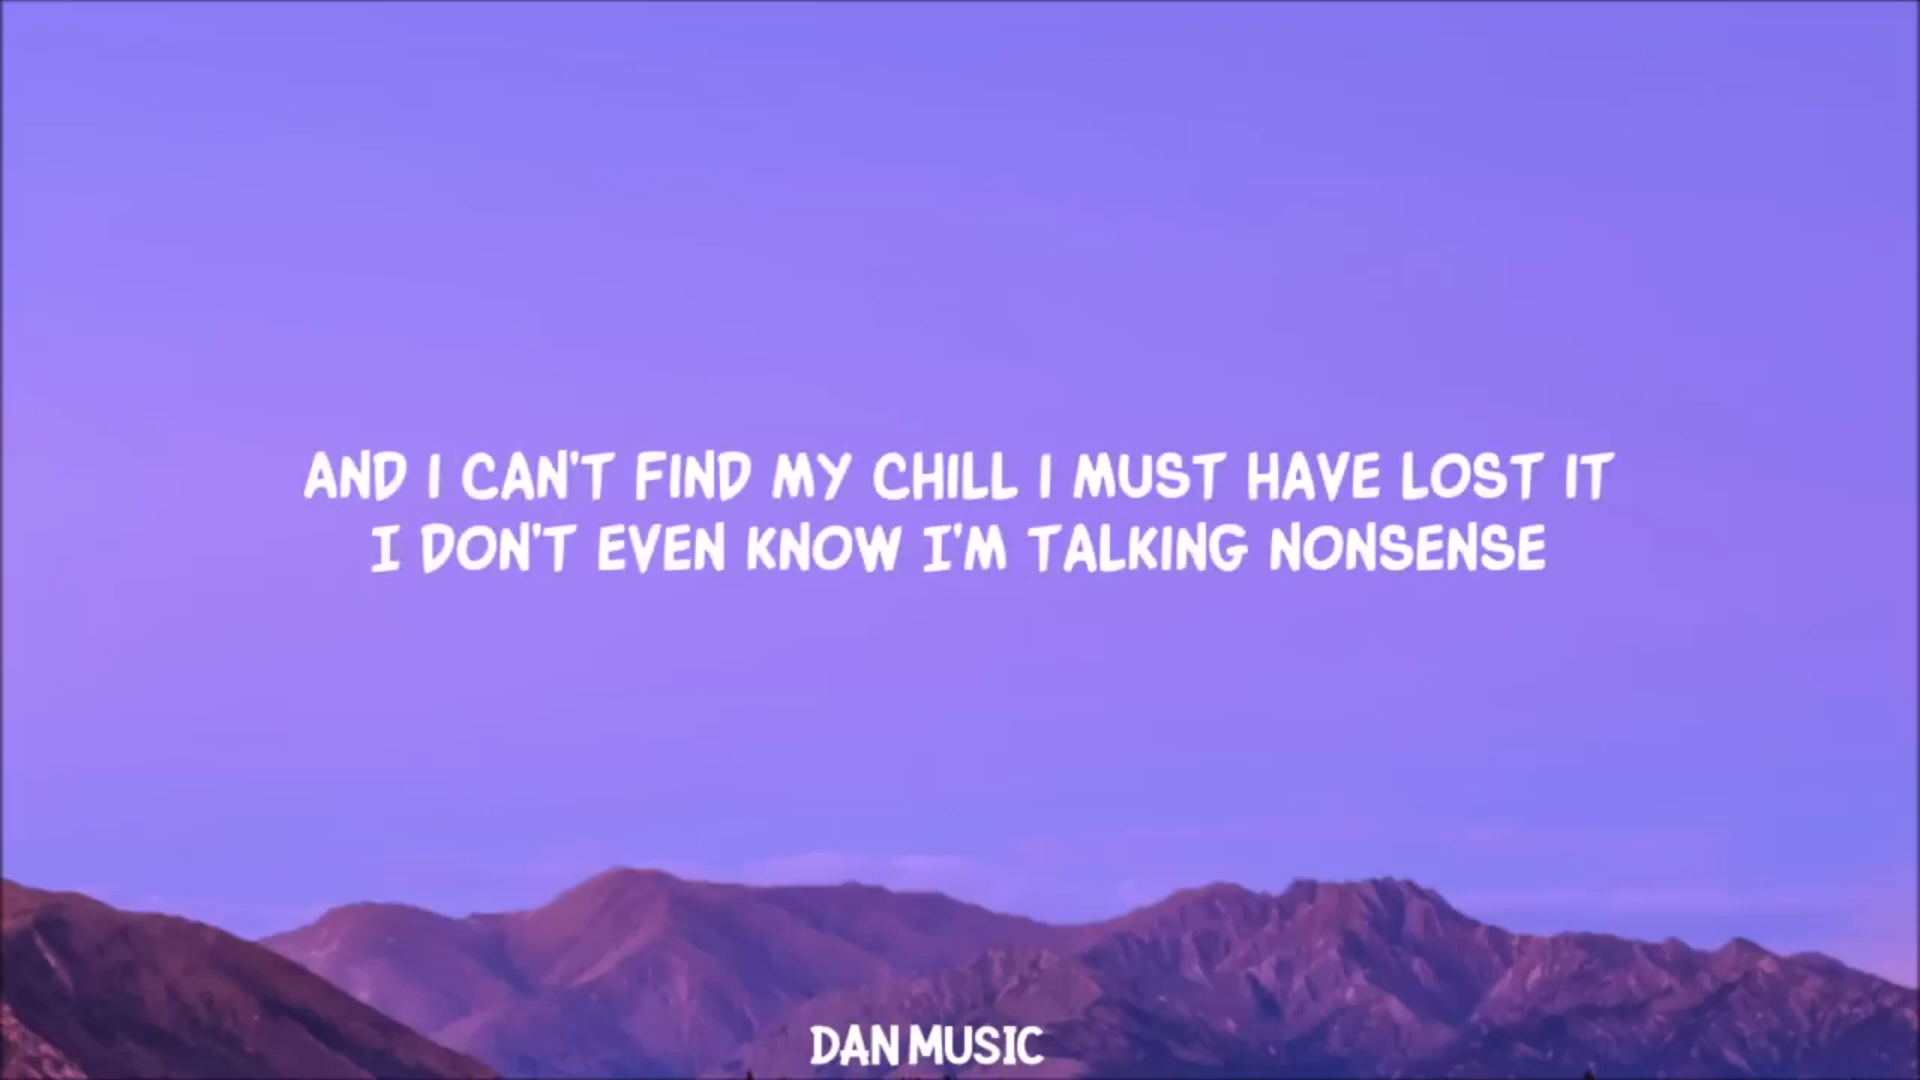 AND I CAN'T FIND MY CHILL I MUST HAVE LOST IT
I DON'T EVEN KNOW I'M TALKING NONSENSE
DAN MUSIC